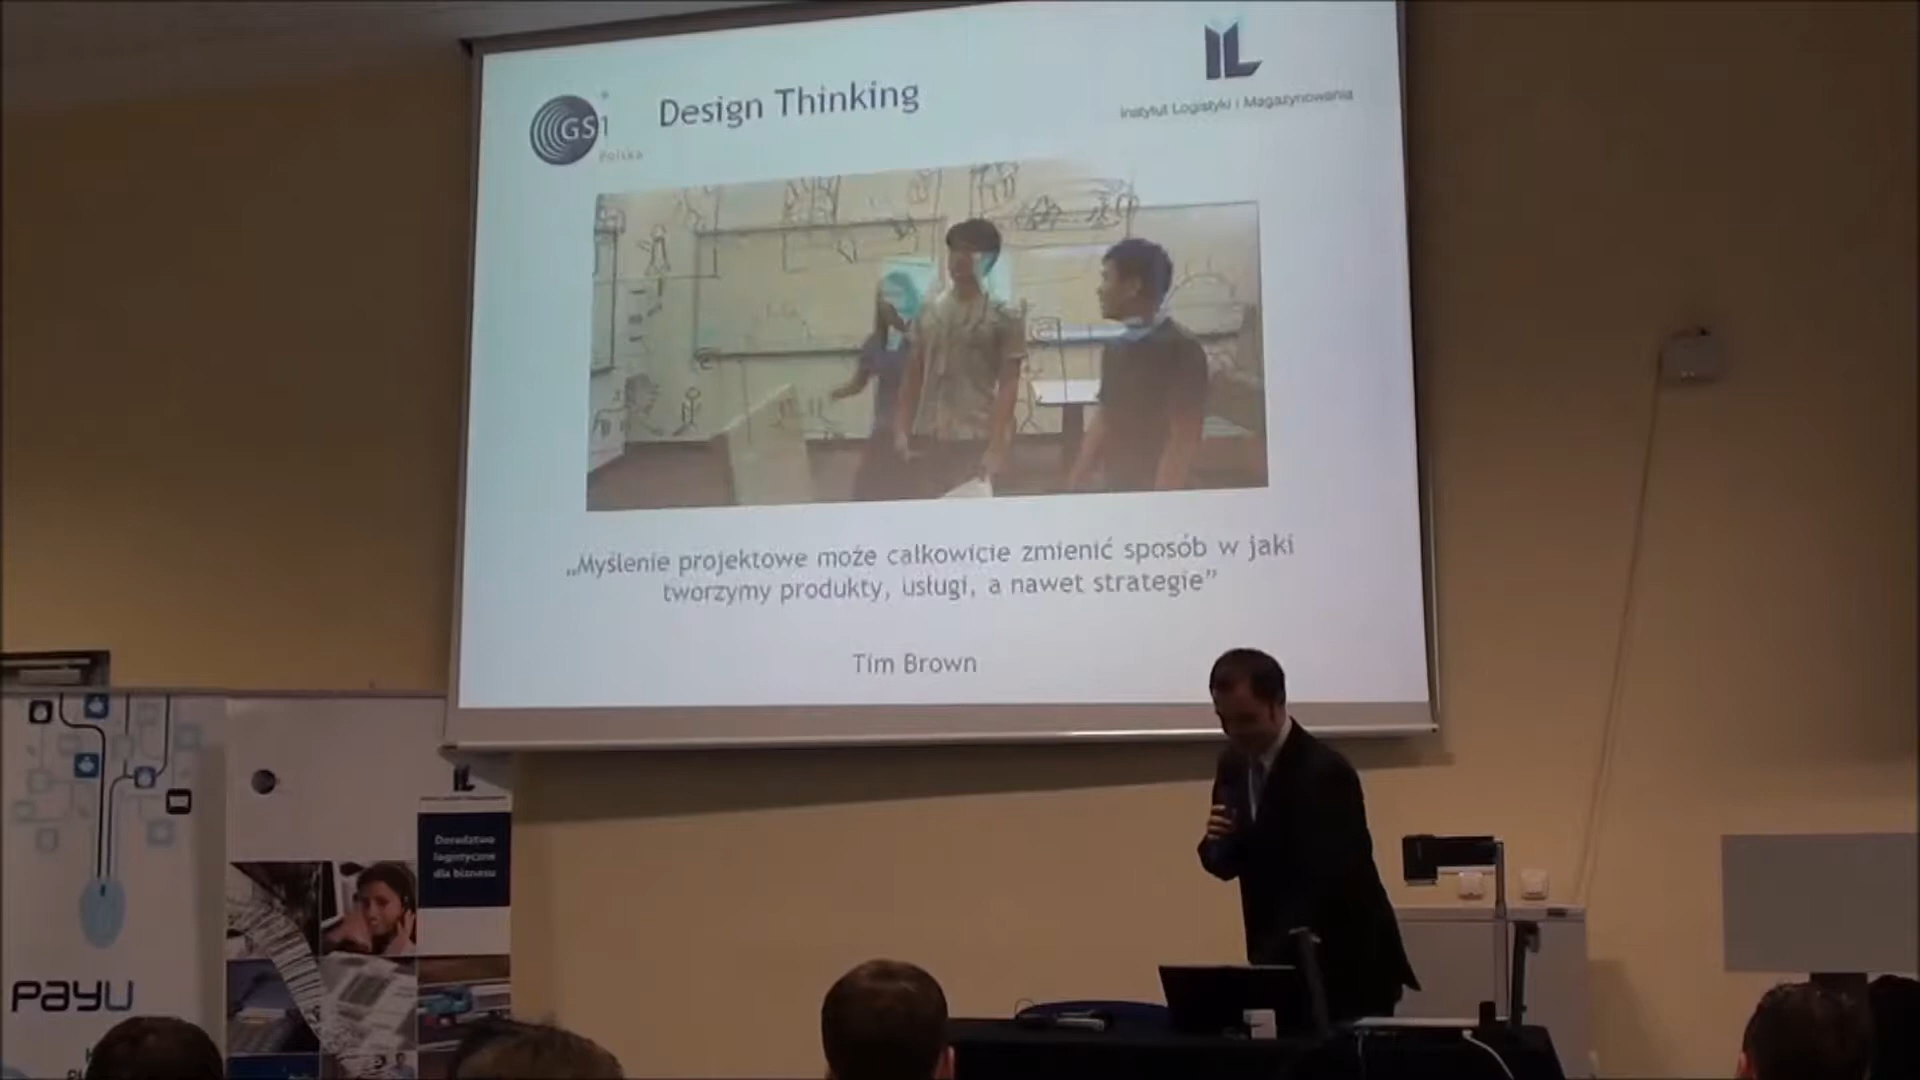 GS1
Polska
Design Thinking
IL
Instytut Logistyki i Magazynowania
„Myślenie projektowe może całkowicie zmienić sposób w jaki
tworzymy produkty, usługi, a nawet strategie”
Tim Brown
Doradztwo
logistyczne
dla biznesu
PAYU